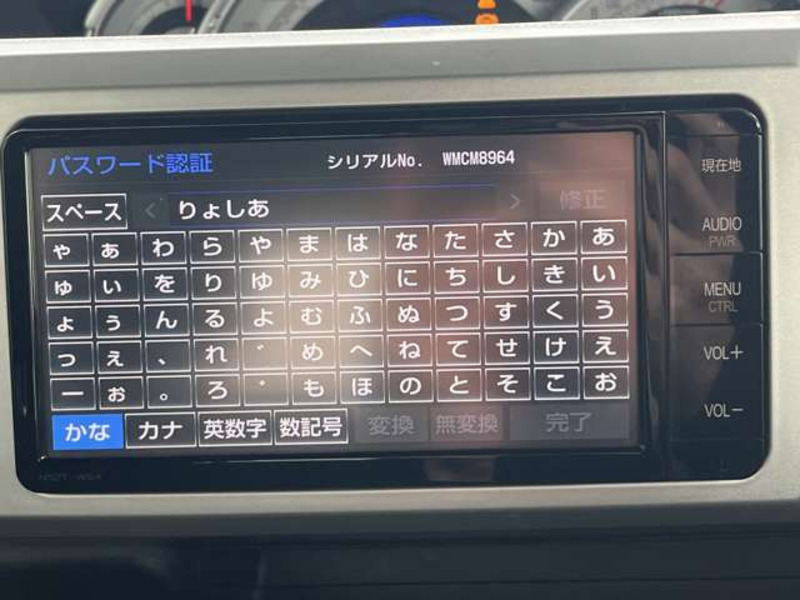 パスワード認証 シリアルNo. WMCM8964
スペース < りょしあ > 修正
ゃ ぁ わ ら や ま は な た さ か あ
ゅ ぃ を り ゆ み ひ に ち し き い
ょ ぅ ん る よ む ふ ぬ つ す く う
っ ぇ 、 れ ゛ め へ ね て せ け え
ー ぉ 。 ろ ゜ も ほ の と そ こ お
かな カナ 英数字 数記号 変換 無変換 完了
現在地
AUDIO
PWR
MENU
CTRL
VOL+
VOL-